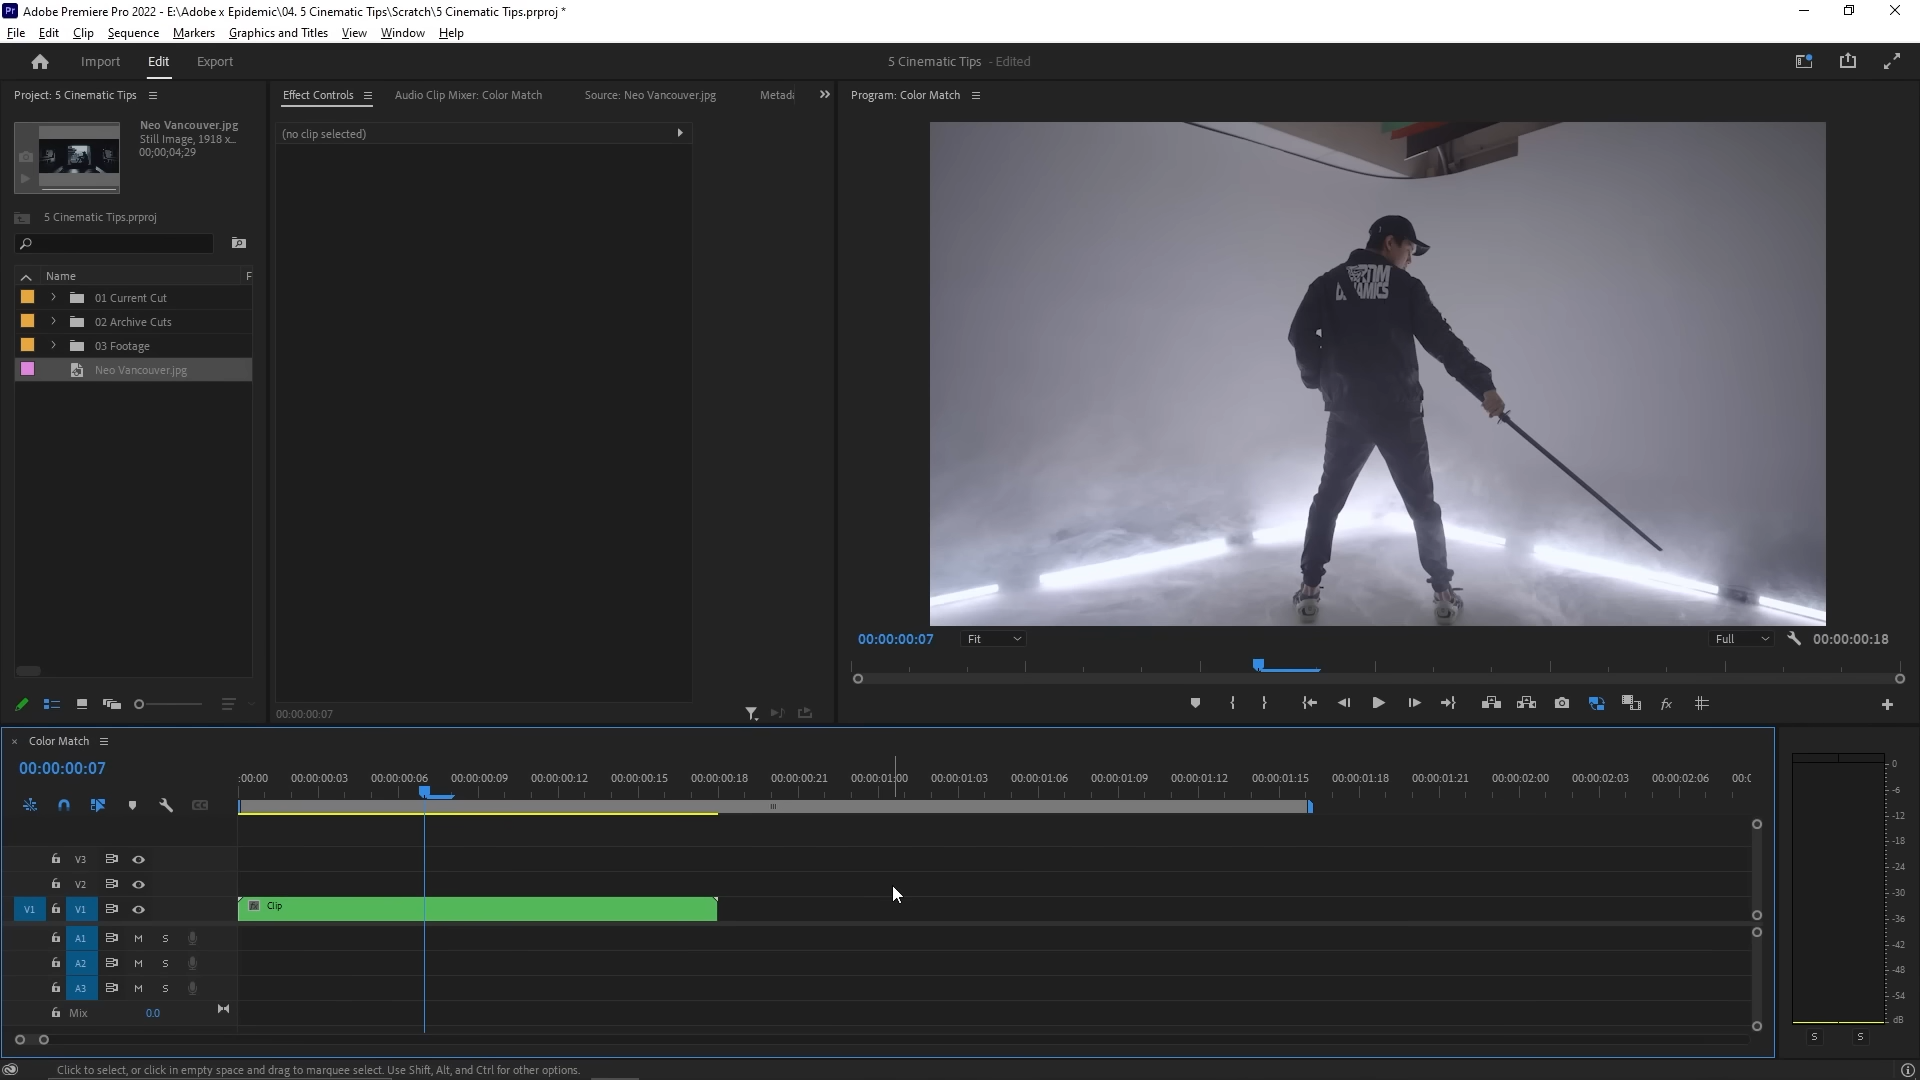 Adobe Premiere Pro 2022 - E:\Adobe x Epidemic\04. 5 Cinematic Tips\Scratch\5 Cinematic Tips.prproj *
File Edit Clip Sequence Markers Graphics and Titles View Window Help
Import Edit Export
5 Cinematic Tips - Edited
Project: 5 Cinematic Tips
Effect Controls
Audio Clip Mixer: Color Match
Source: Neo Vancouver.jpg
Program: Color Match
Neo Vancouver.jpg
Still Image, 1918 x...
00;00;04;29
(no clip selected)
5 Cinematic Tips.prproj
Name
01 Current Cut
02 Archive Cuts
03 Footage
Neo Vancouver.jpg
00:00:00:07
Fit
Full
00:00:00:18
00:00:00:07
Color Match
00:00:00:07
:00:00 00:00:00:03 00:00:00:06 00:00:00:09 00:00:00:12 00:00:00:15 00:00:00:18 00:00:00:21 00:00:01:00 00:00:01:03 00:00:01:06 00:00:01:09 00:00:01:12 00:00:01:15 00:00:01:18 00:00:01:21 00:00:02:00 00:00:02:03 00:00:02:06 00:0
V3
V2
V1 V1 Clip
A1 M S
A2 M S
A3 M S
Mix 0.0
0
-6
-12
-18
-24
-30
-36
-42
-48
-54
dB
S S
Click to select, or click in empty space and drag to marquee select. Use Shift, Alt, and Ctrl for other options.